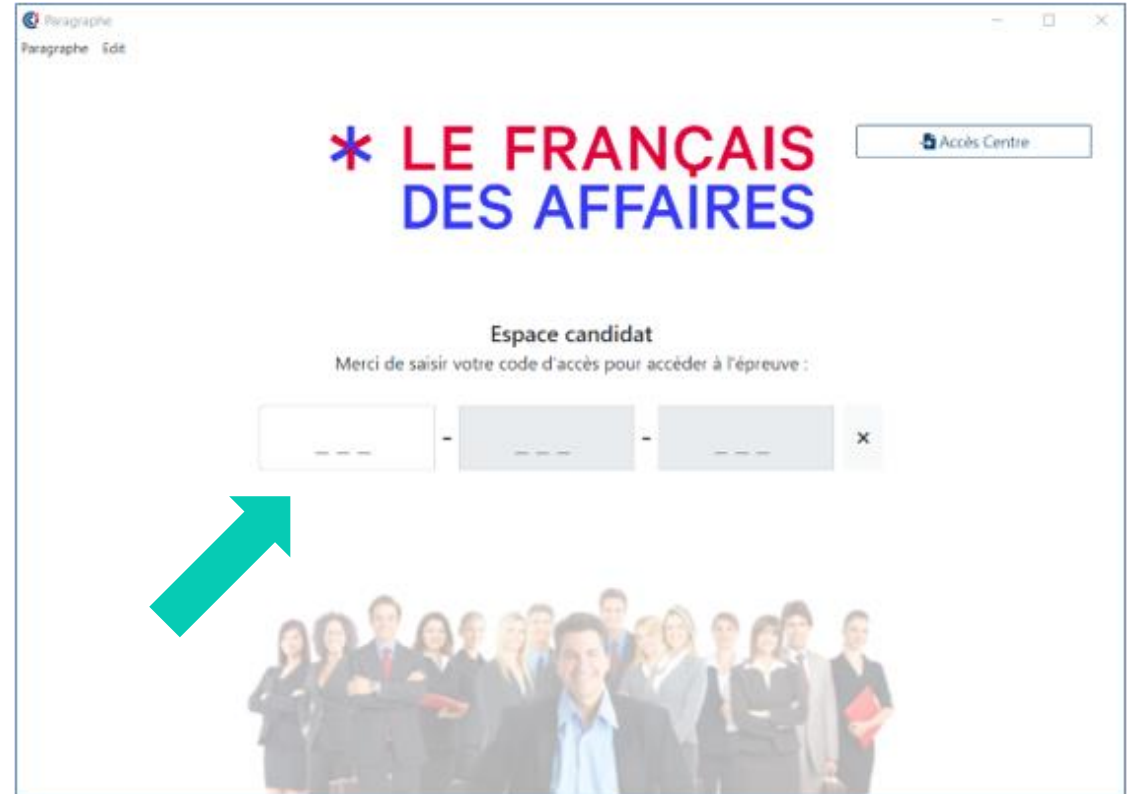 Paragraphe
Paragraphe Edit
* LE FRANÇAIS
DES AFFAIRES
Accès Centre
Espace candidat
Merci de saisir votre code d'accès pour accéder à l'épreuve :
_ _ _ - _ _ _ - _ _ _ ×